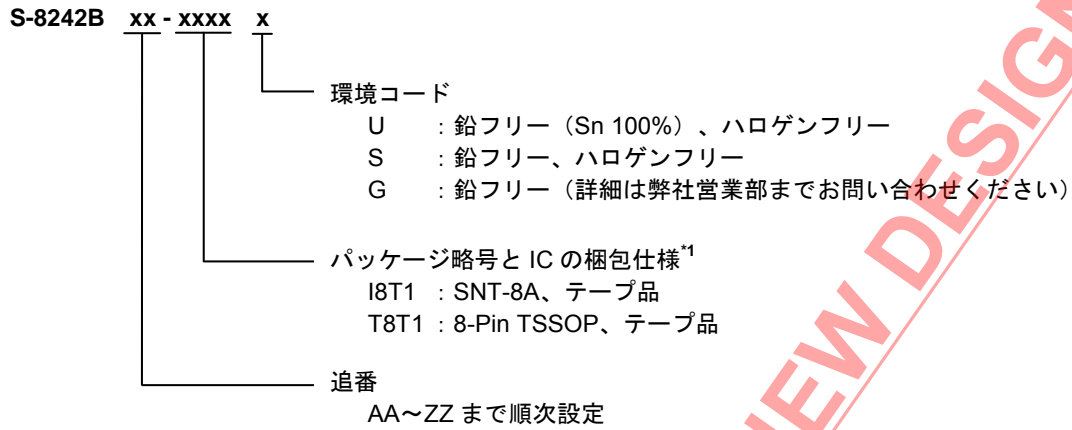 S-8242B xx - xxxx x
環境コード
U : 鉛フリー（Sn 100%）、ハロゲンフリー
S : 鉛フリー、ハロゲンフリー
G : 鉛フリー（詳細は弊社営業部までお問い合わせください）
パッケージ略号と IC の梱包仕様*1
I8T1 : SNT-8A、テープ品
T8T1 : 8-Pin TSSOP、テープ品
追番
AA～ZZ まで順次設定
NEW DESIG